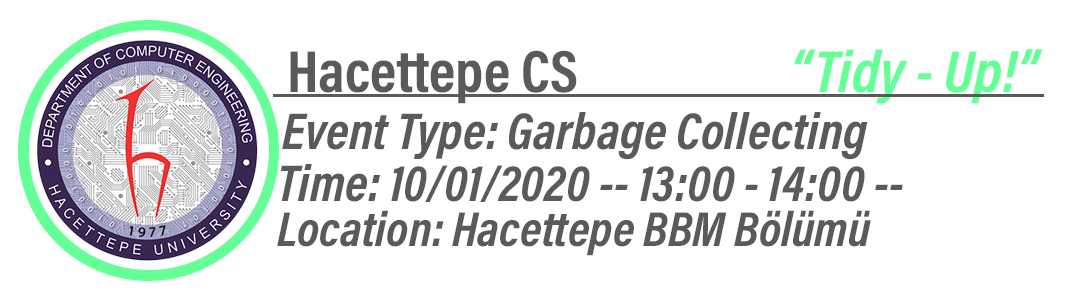 DEPARTMENT OF COMPUTER ENGINEERING
HACETTEPE UNIVERSITY
1977
Hacettepe CS
“Tidy - Up!”
Event Type: Garbage Collecting
Time: 10/01/2020 -- 13:00 - 14:00 --
Location: Hacettepe BBM Bölümü